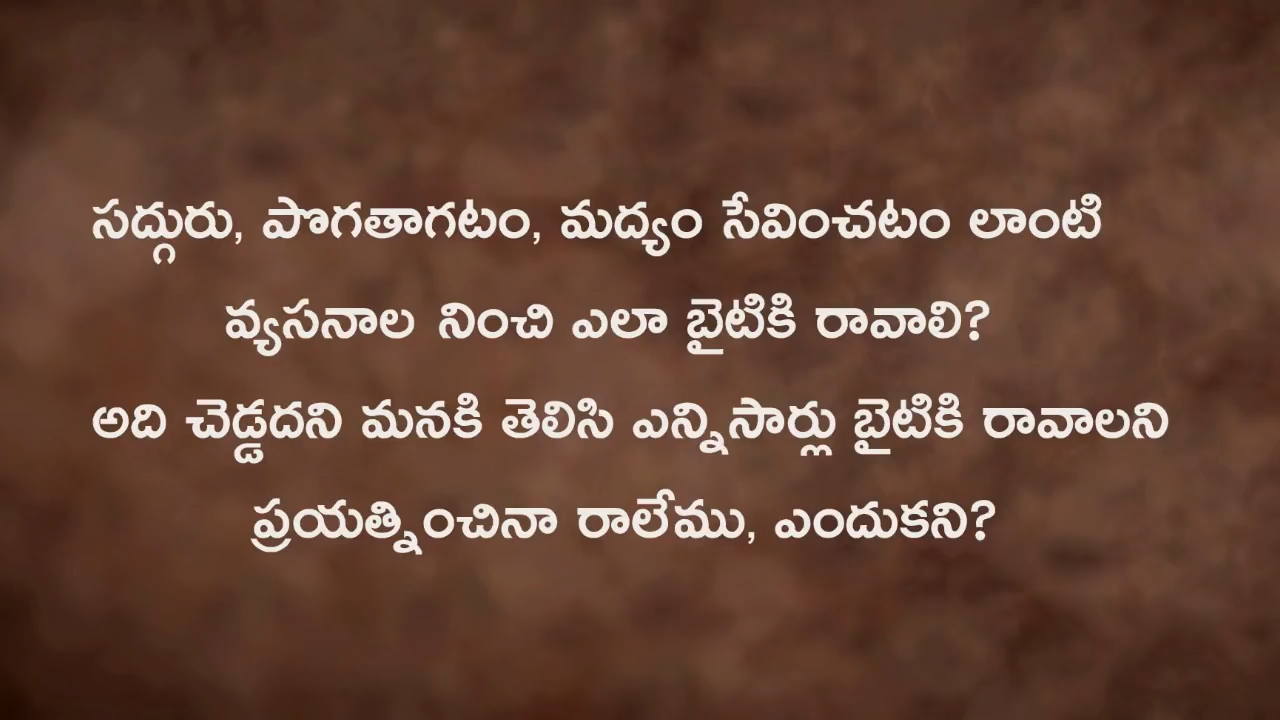 సద్గురు, పొగతాగటం, మద్యం సేవించటం లాంటి
వ్యసనాల నించి ఎలా బైటికి రావాలి?
అది చెడ్డదని మనకి తెలిసి ఎన్నిసార్లు బైటికి రావాలని
ప్రయత్నించినా రాలేము, ఎందుకని?